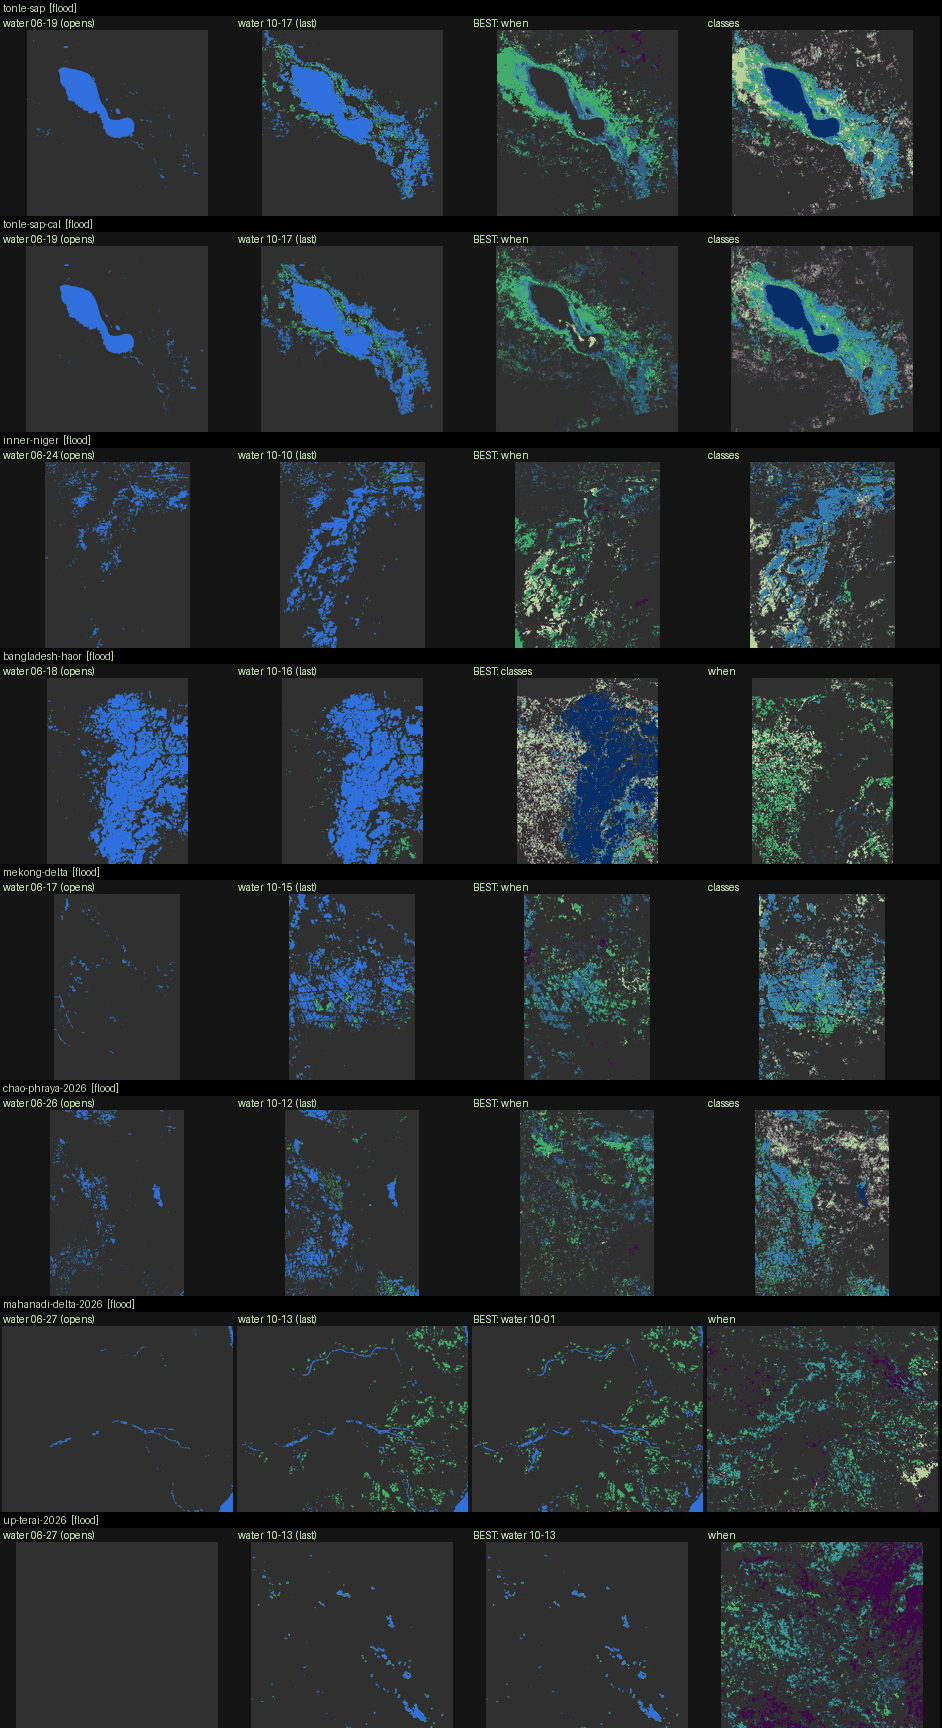 tonle-sap [flood]
water 06-19 (opens) water 10-17 (last) BEST: when classes
tonle-sap-cal [flood]
water 06-19 (opens) water 10-17 (last) BEST: when classes
inner-niger [flood]
water 06-24 (opens) water 10-10 (last) BEST: when classes
bangladesh-haor [flood]
water 06-18 (opens) water 10-16 (last) BEST: classes when
mekong-delta [flood]
water 06-17 (opens) water 10-15 (last) BEST: when classes
chao-phraya-2026 [flood]
water 06-26 (opens) water 10-12 (last) BEST: when classes
mahanadi-delta-2026 [flood]
water 06-27 (opens) water 10-13 (last) BEST: water 10-01 when
up-terai-2026 [flood]
water 06-27 (opens) water 10-13 (last) BEST: water 10-13 when